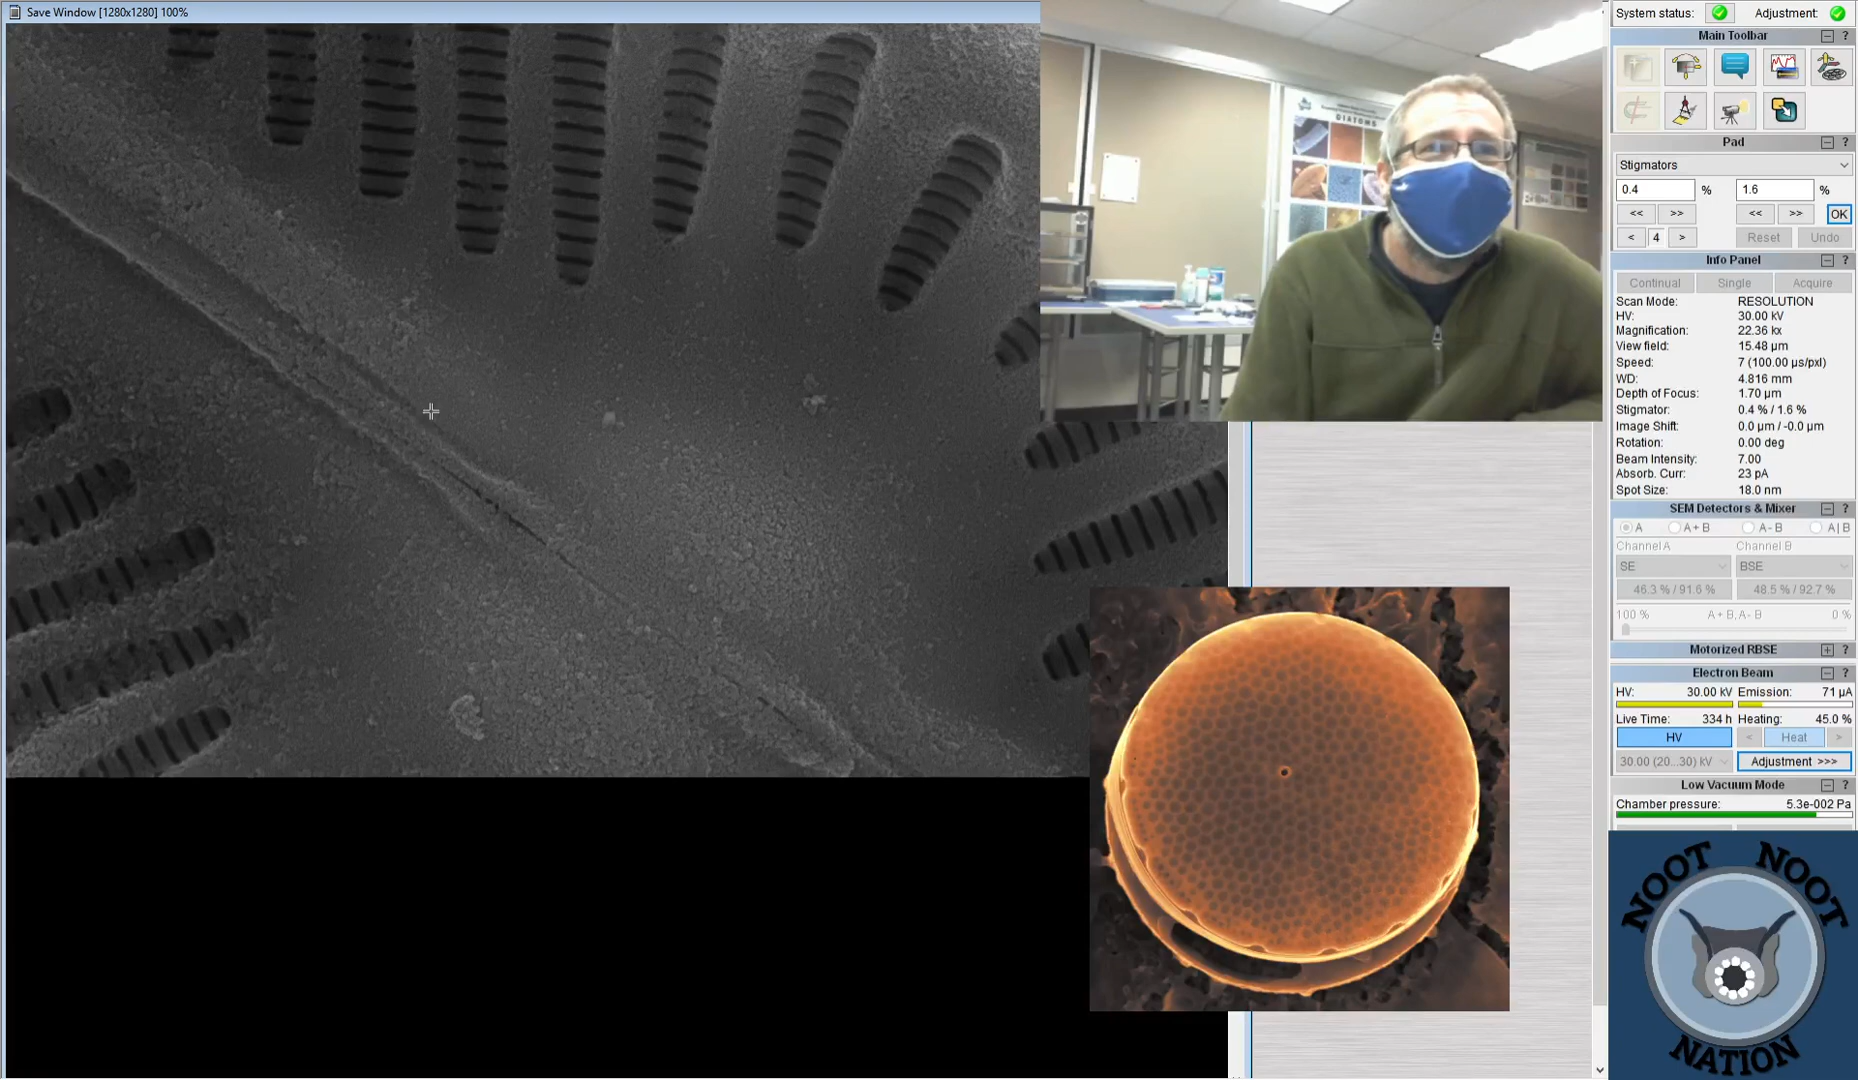 Save Window [1280x1280] 100%
DIATOMS
System status:
Adjustment:
Main Toolbar
?
Pad
?
Stigmators
0.4 % 1.6 %
<< >> << >> OK
< 4 > Reset Undo
Info Panel
?
Continual Single Acquire
Scan Mode: RESOLUTION
HV: 30.00 kV
Magnification: 22.36 kx
View field: 15.48 µm
Speed: 7 (100.00 µs/pxl)
WD: 4.816 mm
Depth of Focus: 1.70 µm
Stigmator: 0.4 % / 1.6 %
Image Shift: 0.0 µm / -0.0 µm
Rotation: 0.00 deg
Beam Intensity: 7.00
Absorb. Curr: 23 pA
Spot Size: 18.0 nm
SEM Detectors & Mixer
?
A A + B A - B A | B
Channel A Channel B
SE BSE
46.3 % / 91.6 % 48.5 % / 92.7 %
100 % A + B, A - B 0 %
Motorized RBSE
?
Electron Beam
?
HV: 30.00 kV Emission: 71 µA
Live Time: 334 h Heating: 45.0 %
HV < Heat >
30.00 (20...30) kV Adjustment >>>
Low Vacuum Mode
?
Chamber pressure: 5.3e-002 Pa
NOOT NOOT
NATION